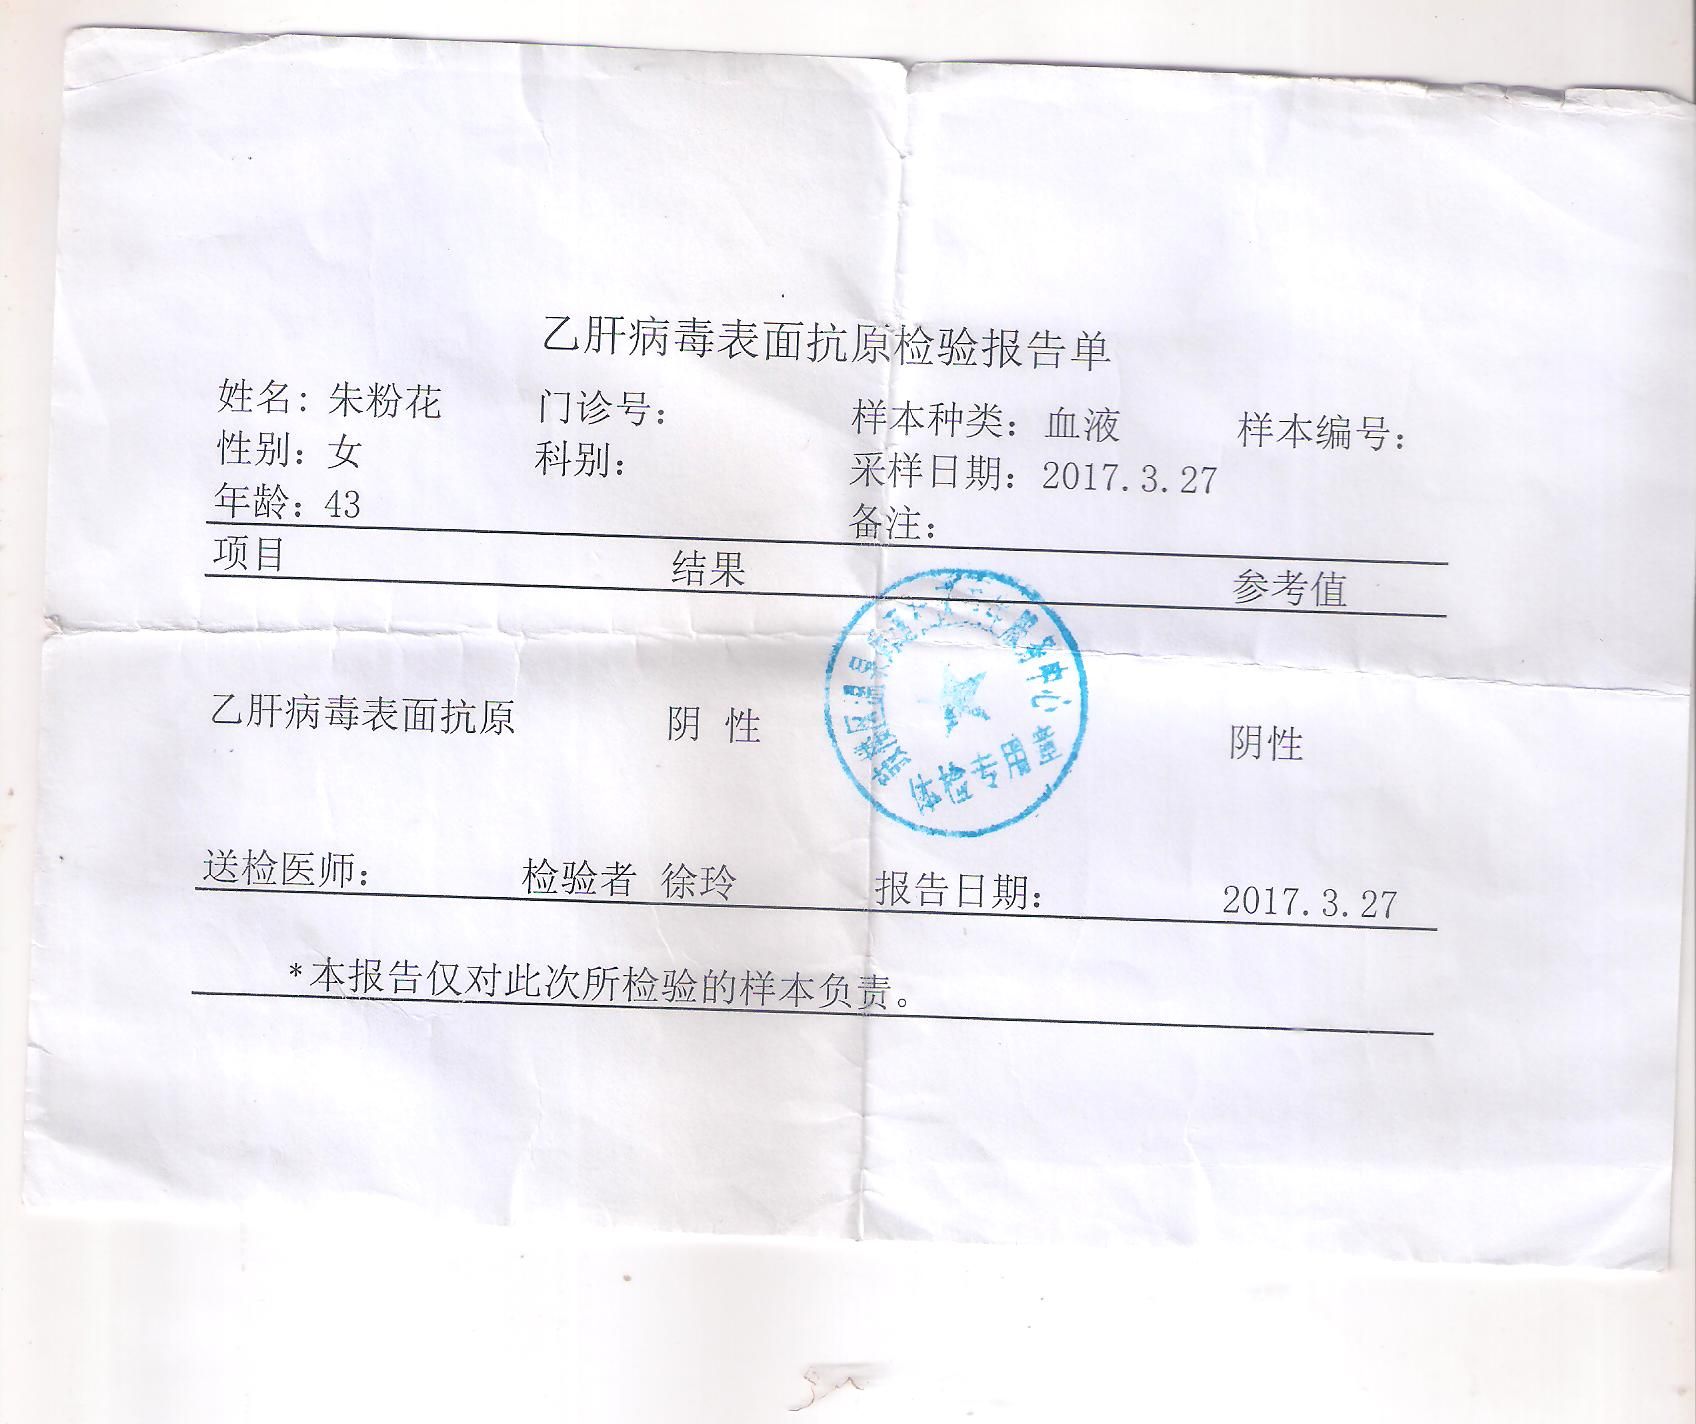 乙肝病毒表面抗原检验报告单
姓名：朱粉花 门诊号： 样本种类：血液 样本编号：
性别：女 科别： 采样日期：2017.3.27
年龄：43 备注：
项目 结果 参考值
乙肝病毒表面抗原 阴 性 阴性
服务中心
体检专用章
送检医师： 检验者 徐玲 报告日期： 2017.3.27
*本报告仅对此次所检验的样本负责。